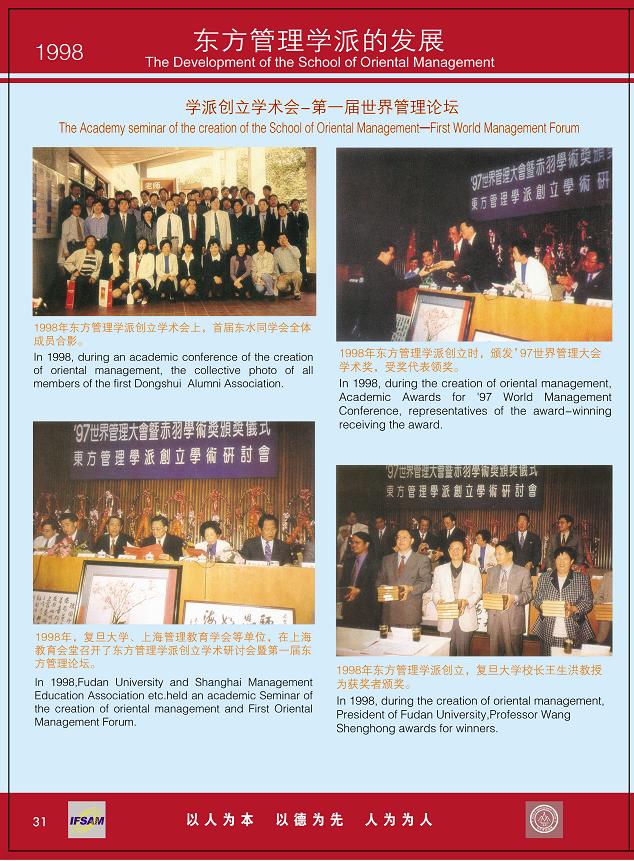 1998
东方管理学派的发展
The Development of the School of Oriental Management
学派创立学术会–第一届世界管理论坛
The Academy seminar of the creation of the School of Oriental Management—First World Management Forum
老师
1998年东方管理学派创立学术会上，首届东水同学会全体
成员合影。
In 1998, during an academic conference of the creation
of oriental management, the collective photo of all
members of the first Dongshui Alumni Association.
'97世界管理大會暨赤羽學術獎頒
東方管理學派創立學術研
1998年东方管理学派创立时，颁发'97世界管理大会
学术奖，受奖代表领奖。
In 1998, during the creation of oriental management,
Academic Awards for '97 World Management
Conference, representatives of the award–winning
receiving the award.
'97世界管理大會暨赤羽學術獎頒獎儀式
東方管理學派創立學術研討會
1998年，复旦大学、上海管理教育学会等单位，在上海
教育会堂召开了东方管理学派创立学术研讨会暨第一届东
方管理论坛。
In 1998,Fudan University and Shanghai Management
Education Association etc.held an academic Seminar of
the creation of oriental management and First Oriental
Management Forum.
'97世界管理大會暨赤羽學術獎頒獎儀式
東方管理學派創立學術研討會
1998年东方管理学派创立，复旦大学校长王生洪教授
为获奖者颁奖。
In 1998, during the creation of oriental management,
President of Fudan University,Professor Wang
Shenghong awards for winners.
31
IFSAM
以人为本 以德为先 人为为人